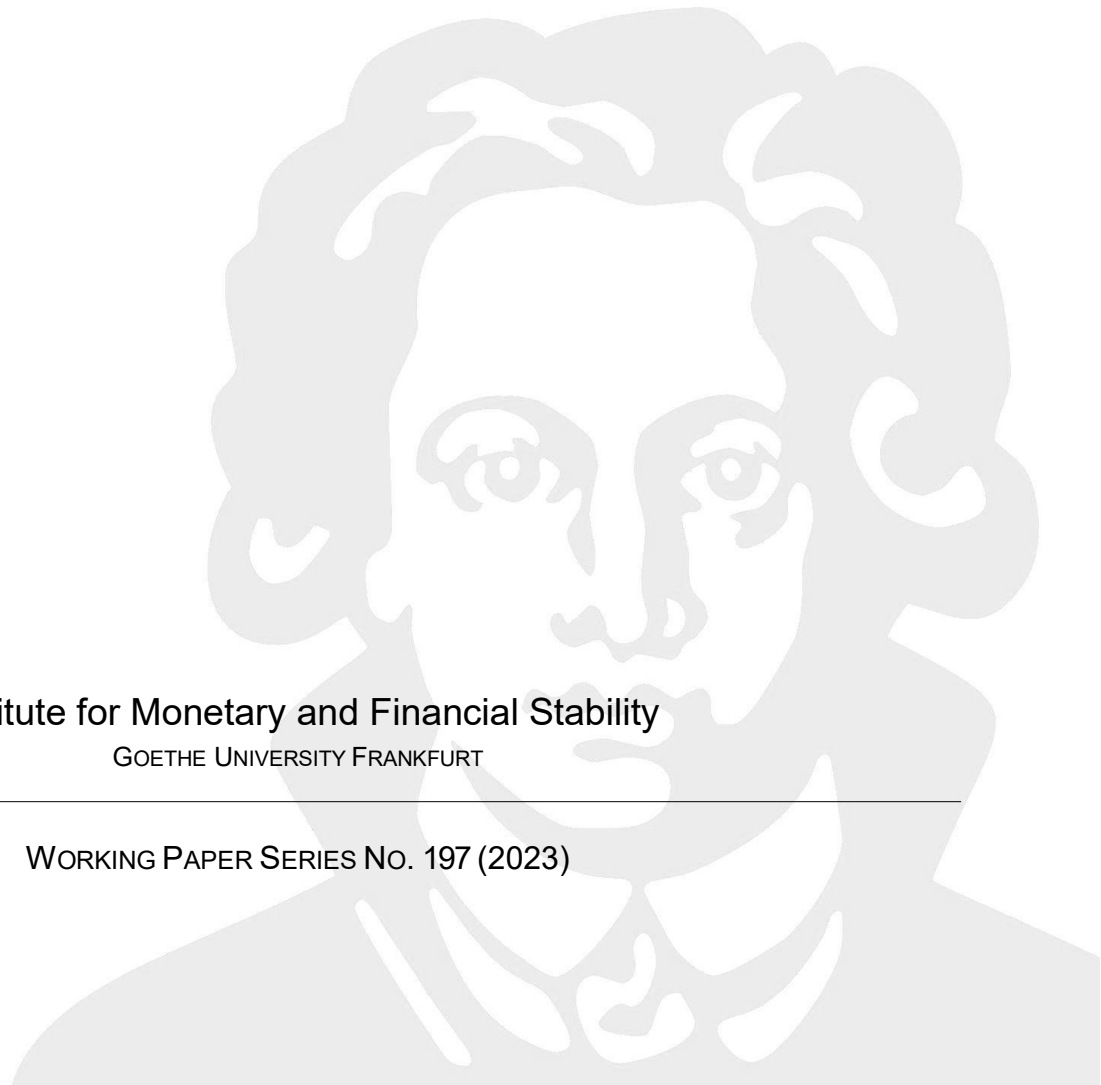 itute for Monetary and Financial Stability
GOETHE UNIVERSITY FRANKFURT
WORKING PAPER SERIES NO. 197 (2023)